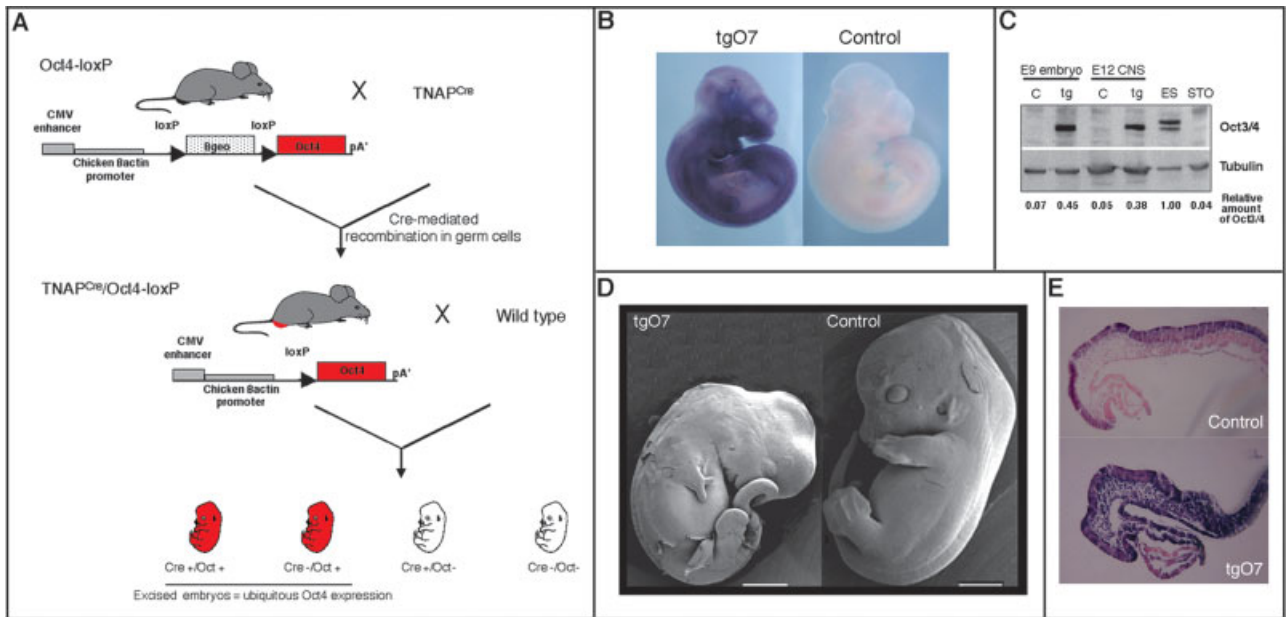 A
Oct4-loxP
X
TNAPCre
CMV
enhancer
loxP
loxP
Bgeo
Oct4
pA'
Chicken Bactin
promoter
Cre-mediated
recombination in germ cells
TNAPCre/Oct4-loxP
X
Wild type
CMV
enhancer
loxP
Oct4
pA'
Chicken Bactin
promoter
Cre +/Oct +
Cre -/Oct +
Cre +/Oct-
Cre -/Oct-
Excised embryos = ubiquitous Oct4 expression
B
tgO7
Control
C
E9 embryo
E12 CNS
C
tg
C
tg
ES
STO
Oct3/4
Tubulin
0.07
0.45
0.05
0.38
1.00
0.04
Relative
amount
of Oct3/4
D
tgO7
Control
E
Control
tgO7